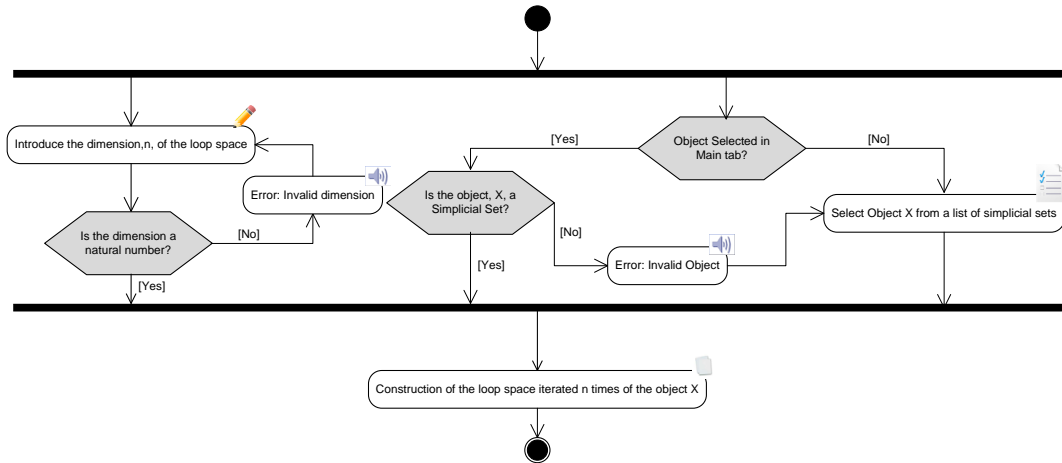 Introduce the dimension,n, of the loop space
Error: Invalid dimension
Is the dimension a
natural number?
[No]
[Yes]
Object Selected in
Main tab?
[Yes]
[No]
Is the object, X, a
Simplicial Set?
[No]
[Yes]
Error: Invalid Object
Select Object X from a list of simplicial sets
Construction of the loop space iterated n times of the object X